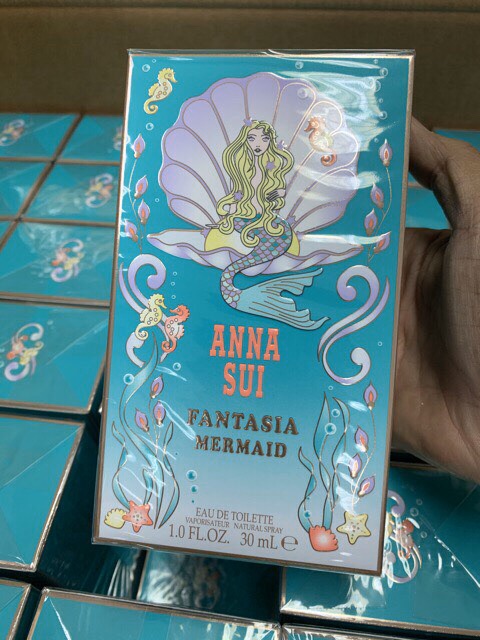 ANNA
SUI
FANTASIA
MERMAID
EAU DE TOILETTE
VAPORISATEUR NATURAL SPRAY
1.0 FL.OZ. 30 mL ℮